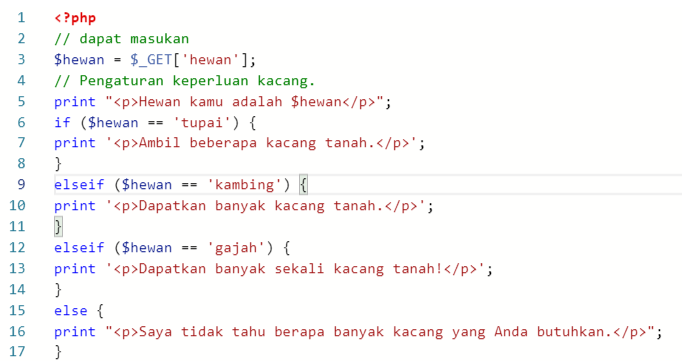 1 <?php
2 // dapat masukan
3 $hewan = $_GET['hewan'];
4 // Pengaturan keperluan kacang.
5 print "<p>Hewan kamu adalah $hewan</p>";
6 if ($hewan == 'tupai') {
7 print '<p>Ambil beberapa kacang tanah.</p>';
8 }
9 elseif ($hewan == 'kambing') {
10 print '<p>Dapatkan banyak kacang tanah.</p>';
11 }
12 elseif ($hewan == 'gajah') {
13 print '<p>Dapatkan banyak sekali kacang tanah!</p>';
14 }
15 else {
16 print "<p>Saya tidak tahu berapa banyak kacang yang Anda butuhkan.</p>";
17 }